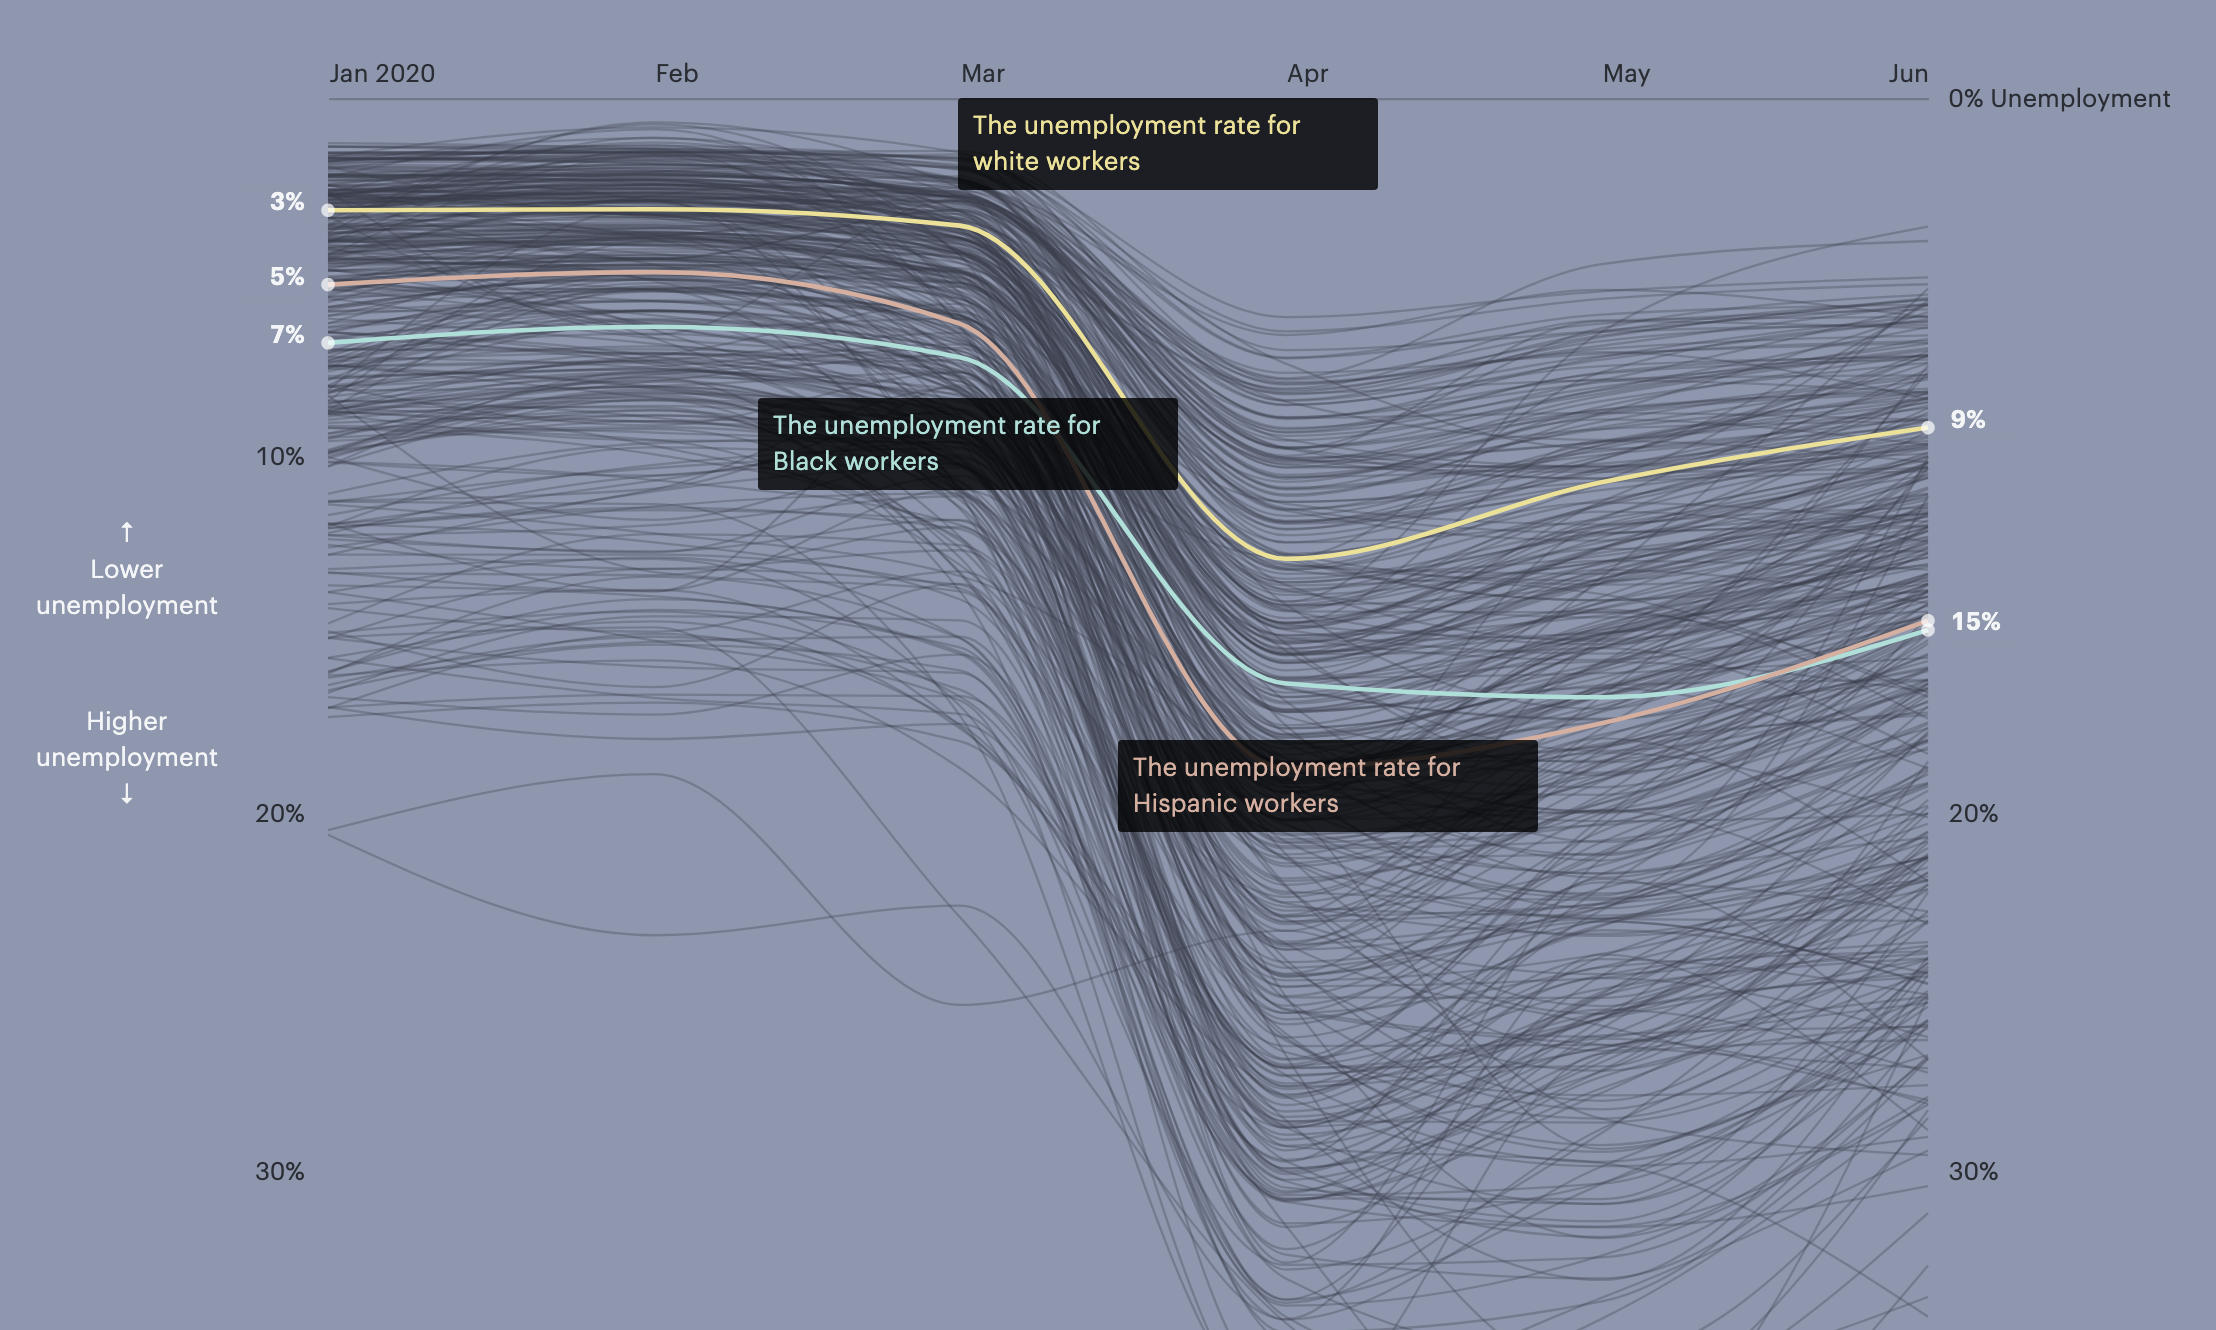 Jan 2020
Feb
Mar
Apr
May
Jun
0% Unemployment
The unemployment rate for
white workers
3%
5%
7%
The unemployment rate for
Black workers
9%
10%
↑
Lower
unemployment
15%
Higher
unemployment
↓
The unemployment rate for
Hispanic workers
20%
20%
30%
30%